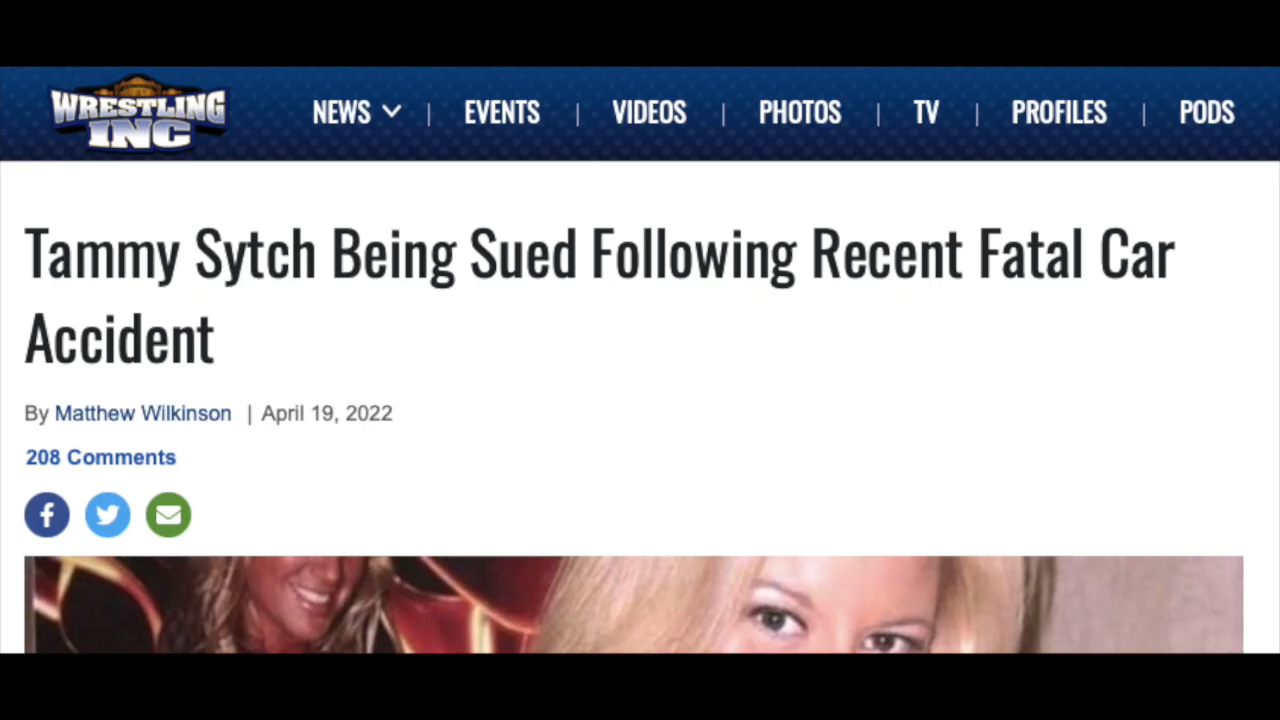 WRESTLING
INC
NEWS | EVENTS | VIDEOS | PHOTOS | TV | PROFILES | PODS
Tammy Sytch Being Sued Following Recent Fatal Car
Accident
By Matthew Wilkinson | April 19, 2022
208 Comments